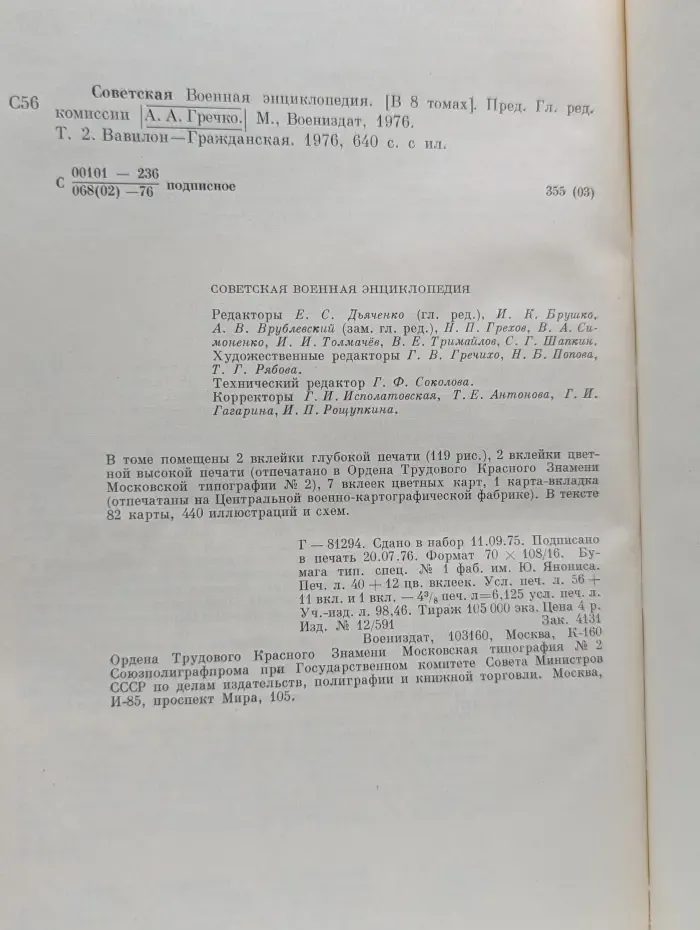 С56
Советская Военная энциклопедия. [В 8 томах]. Пред. Гл. ред.
комиссии А. А. Гречко. М., Воениздат, 1976.
Т. 2. Вавилон—Гражданская. 1976, 640 с. с ил.
С 00101 — 236
068(02) —76 подписное 355 (03)
СОВЕТСКАЯ ВОЕННАЯ ЭНЦИКЛОПЕДИЯ
Редакторы Е. С. Дьяченко (гл. ред.), И. К. Брушко,
А. В. Врублевский (зам. гл. ред.), Н. П. Грехов, В. А. Си-
моненко, И. И. Толмачёв, В. Е. Тримайлов, С. Г. Шапкин.
Художественные редакторы Г. В. Гречихо, Н. Б. Попова,
Т. Г. Рябова.
Технический редактор Г. Ф. Соколова.
Корректоры Г. И. Исполатовская, Т. Е. Антонова, Г. И.
Гагарина, И. П. Рощупкина.
В томе помещены 2 вклейки глубокой печати (119 рис.), 2 вклейки цвет-
ной высокой печати (отпечатано в Ордена Трудового Красного Знамени
Московской типографии № 2), 7 вклеек цветных карт, 1 карта-вкладка
(отпечатаны на Центральной военно-картографической фабрике). В тексте
82 карты, 440 иллюстраций и схем.
Г — 81294. Сдано в набор 11.09.75. Подписано
в печать 20.07.76. Формат 70 × 108/16. Бу-
мага тип. спец. № 1 фаб. им. Ю. Янониса.
Печ. л. 40 + 12 цв. вклеек. Усл. печ. л. 56 +
11 вкл. и 1 вкл. — 4³/₈ печ. л=6,125 усл. печ. л.
Уч.-изд. л. 98,46. Тираж 105 000 экз. Цена 4 р.
Изд. № 12/591 Зак. 4131
Воениздат, 103160, Москва, К-160
Ордена Трудового Красного Знамени Московская типография № 2
Союзполиграфпрома при Государственном комитете Совета Министров
СССР по делам издательств, полиграфии и книжной торговли. Москва,
И-85, проспект Мира, 105.